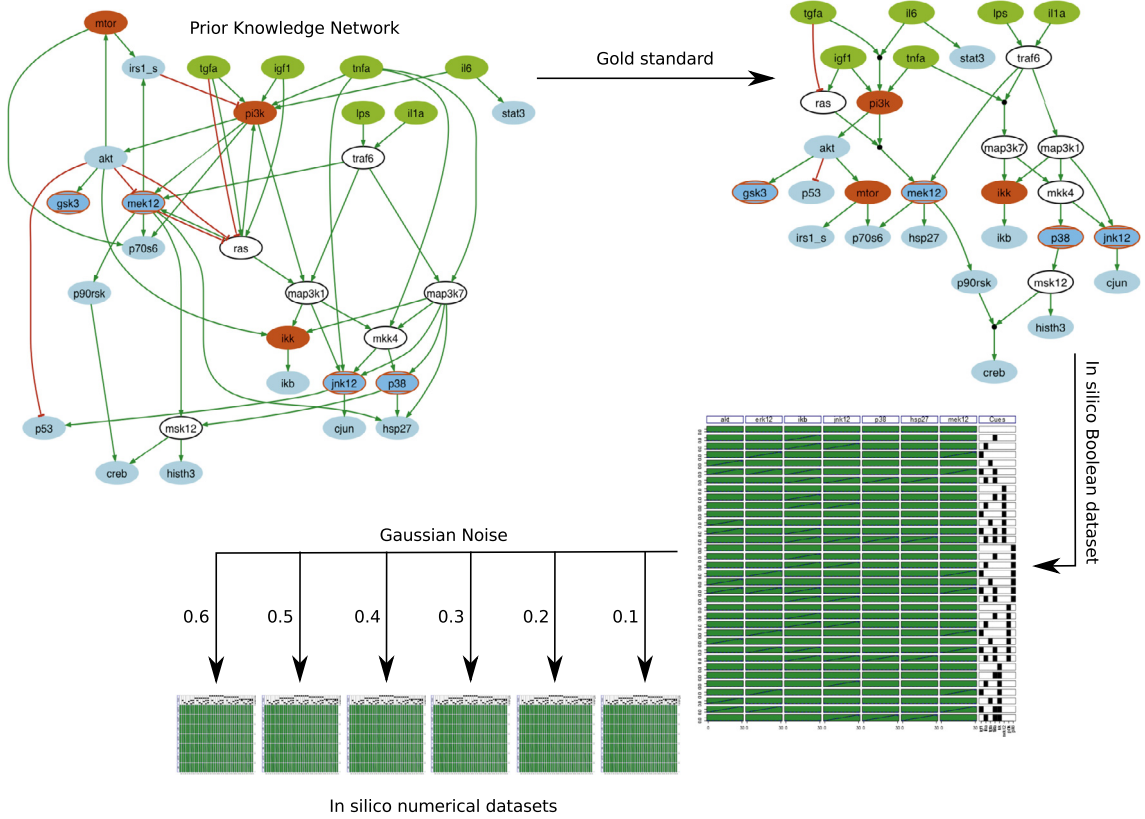 Prior Knowledge Network
mtor
irs1_s
tgfa
igf1
tnfa
il6
pi3k
lps
il1a
stat3
akt
traf6
gsk3
mek12
p70s6
ras
p90rsk
map3k1
map3k7
ikk
mkk4
ikb
jnk12
p38
p53
msk12
cjun
hsp27
creb
histh3
Gold standard
tgfa
il6
lps
il1a
igf1
tnfa
stat3
traf6
ras
pi3k
akt
map3k7
map3k1
gsk3
p53
mtor
mek12
ikk
mkk4
irs1_s
p70s6
hsp27
ikb
p38
jnk12
p90rsk
msk12
cjun
histh3
creb
In silico Boolean dataset
erk12
ikb
jnk12
p38
hsp27
mek12
Cues
Gaussian Noise
0.6
0.5
0.4
0.3
0.2
0.1
In silico numerical datasets